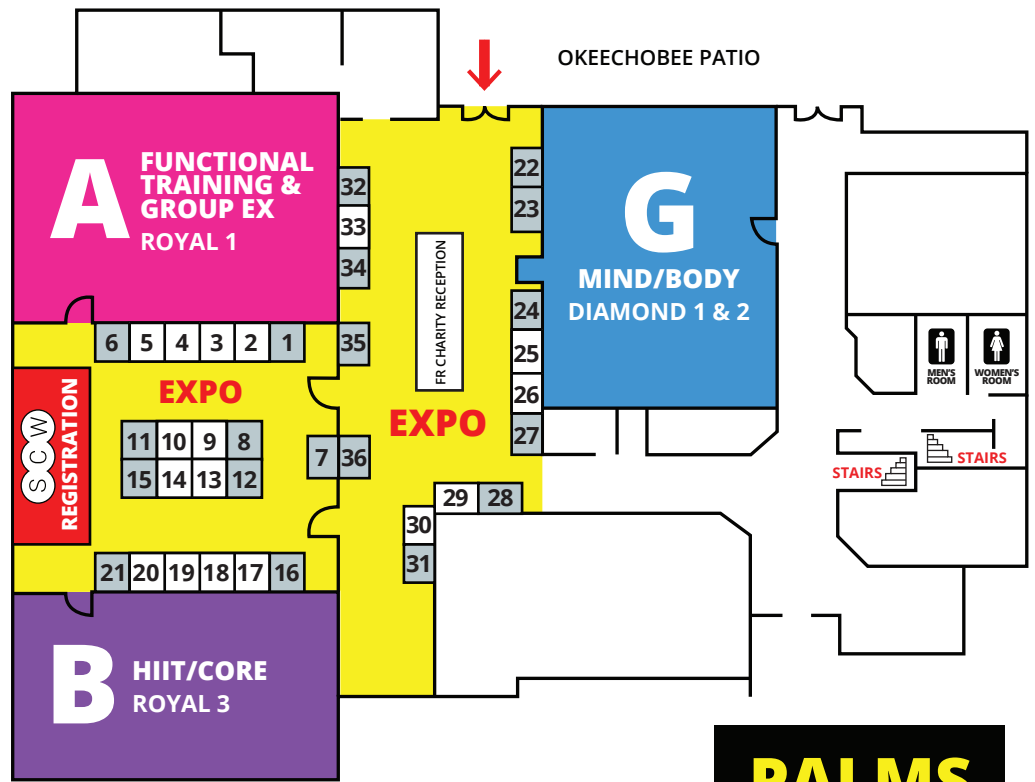 OKEECHOBEE PATIO
A
FUNCTIONAL
TRAINING &
GROUP EX
ROYAL 1
32
33
34
35
22
23
24
25
26
27
G
MIND/BODY
DIAMOND 1 & 2
FR CHARITY RECEPTION
6 5 4 3 2 1
EXPO
EXPO
SCW
REGISTRATION
11 10 9 8
15 14 13 12
7 36
29 28
30
31
21 20 19 18 17 16
B
HIIT/CORE
ROYAL 3
MEN'S
ROOM
WOMEN'S
ROOM
STAIRS
STAIRS
PALMS